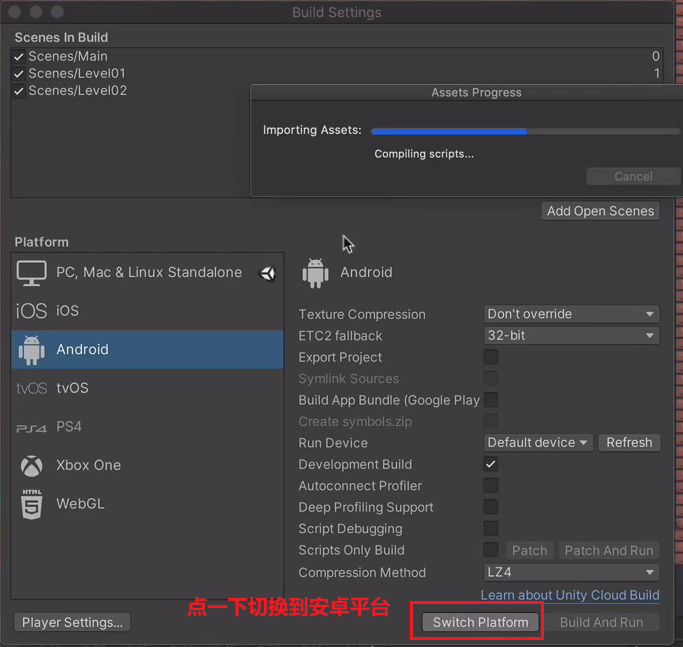 Build Settings
Scenes In Build
Scenes/Main 0
Scenes/Level01 1
Scenes/Level02
Assets Progress
Importing Assets:
Compiling scripts...
Cancel
Add Open Scenes
Platform
PC, Mac & Linux Standalone
iOS iOS
Android
tvOS tvOS
PS4 PS4
Xbox One
HTML 5 WebGL
Android
Texture Compression Don't override
ETC2 fallback 32-bit
Export Project
Symlink Sources
Build App Bundle (Google Play
Create symbols.zip
Run Device Default device Refresh
Development Build
Autoconnect Profiler
Deep Profiling Support
Script Debugging
Scripts Only Build Patch Patch And Run
Compression Method LZ4
Learn about Unity Cloud Build
点一下切换到安卓平台
Player Settings... Switch Platform Build And Run